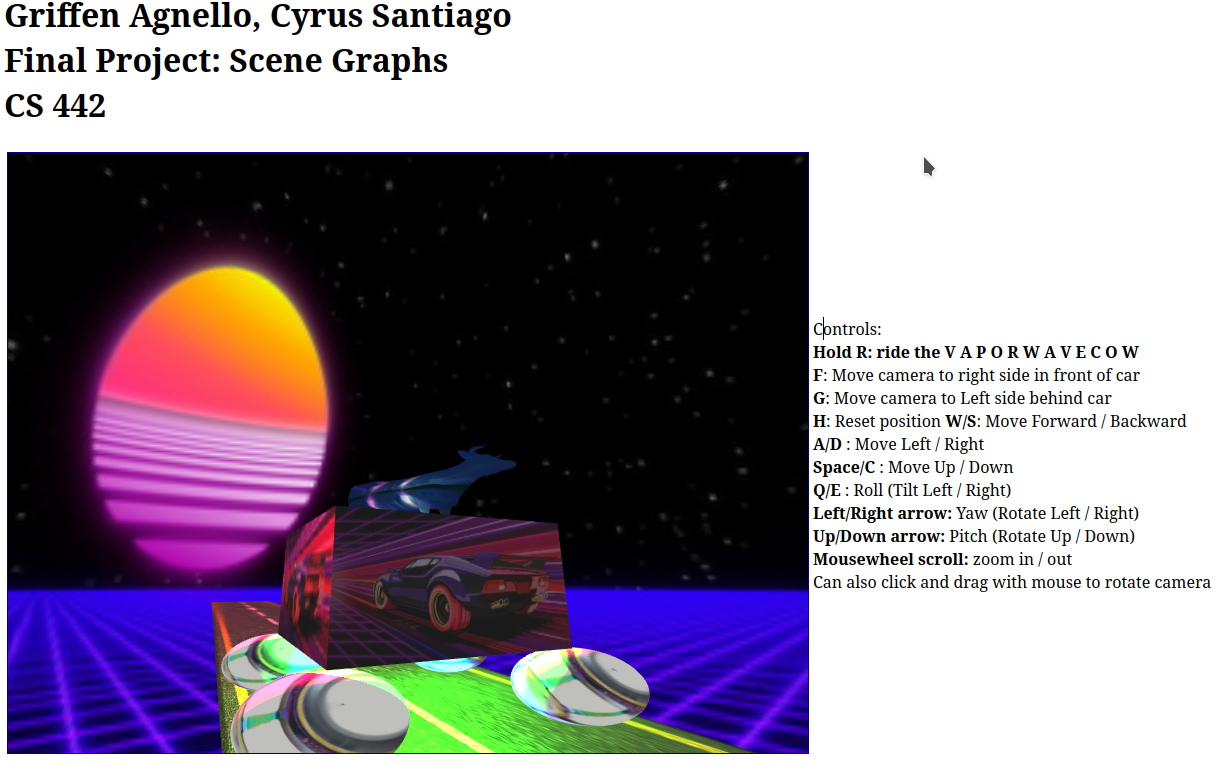 Griffen Agnello, Cyrus Santiago
Final Project: Scene Graphs
CS 442
Controls:
Hold R: ride the V A P O R W A V E C O W
F: Move camera to right side in front of car
G: Move camera to Left side behind car
H: Reset position W/S: Move Forward / Backward
A/D : Move Left / Right
Space/C : Move Up / Down
Q/E : Roll (Tilt Left / Right)
Left/Right arrow: Yaw (Rotate Left / Right)
Up/Down arrow: Pitch (Rotate Up / Down)
Mousewheel scroll: zoom in / out
Can also click and drag with mouse to rotate camera